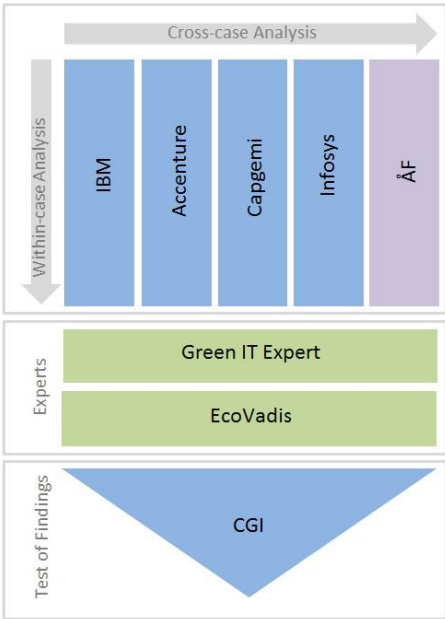 Cross-case Analysis
Within-case Analysis
IBM
Accenture
Capgemi
Infosys
ÅF
Experts
Green IT Expert
EcoVadis
Test of Findings
CGI